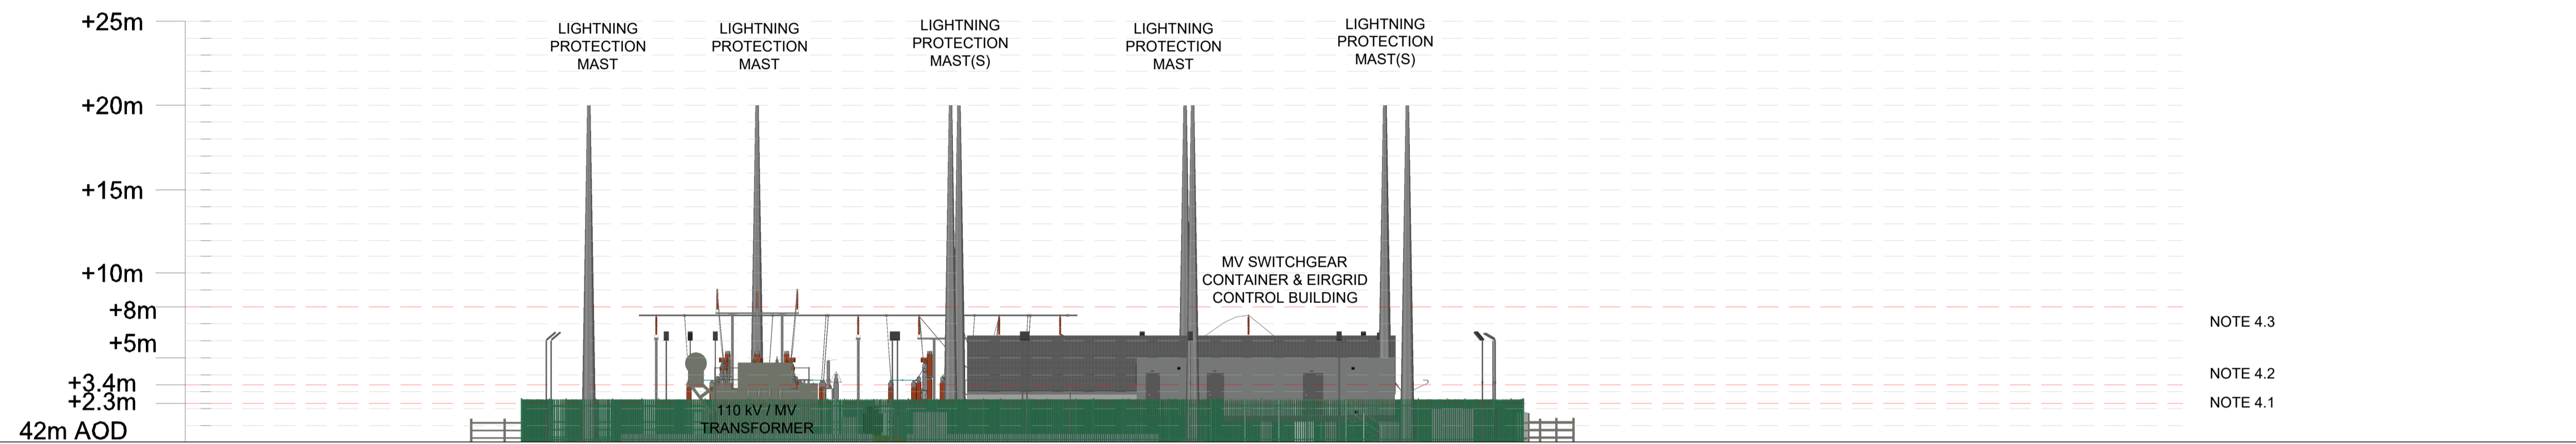 +25m
+20m
+15m
+10m
+8m
+5m
+3.4m
+2.3m
42m AOD
LIGHTNING
PROTECTION
MAST
LIGHTNING
PROTECTION
MAST
LIGHTNING
PROTECTION
MAST(S)
LIGHTNING
PROTECTION
MAST
LIGHTNING
PROTECTION
MAST(S)
MV SWITCHGEAR
CONTAINER & EIRGRID
CONTROL BUILDING
110 kV / MV
TRANSFORMER
NOTE 4.3
NOTE 4.2
NOTE 4.1